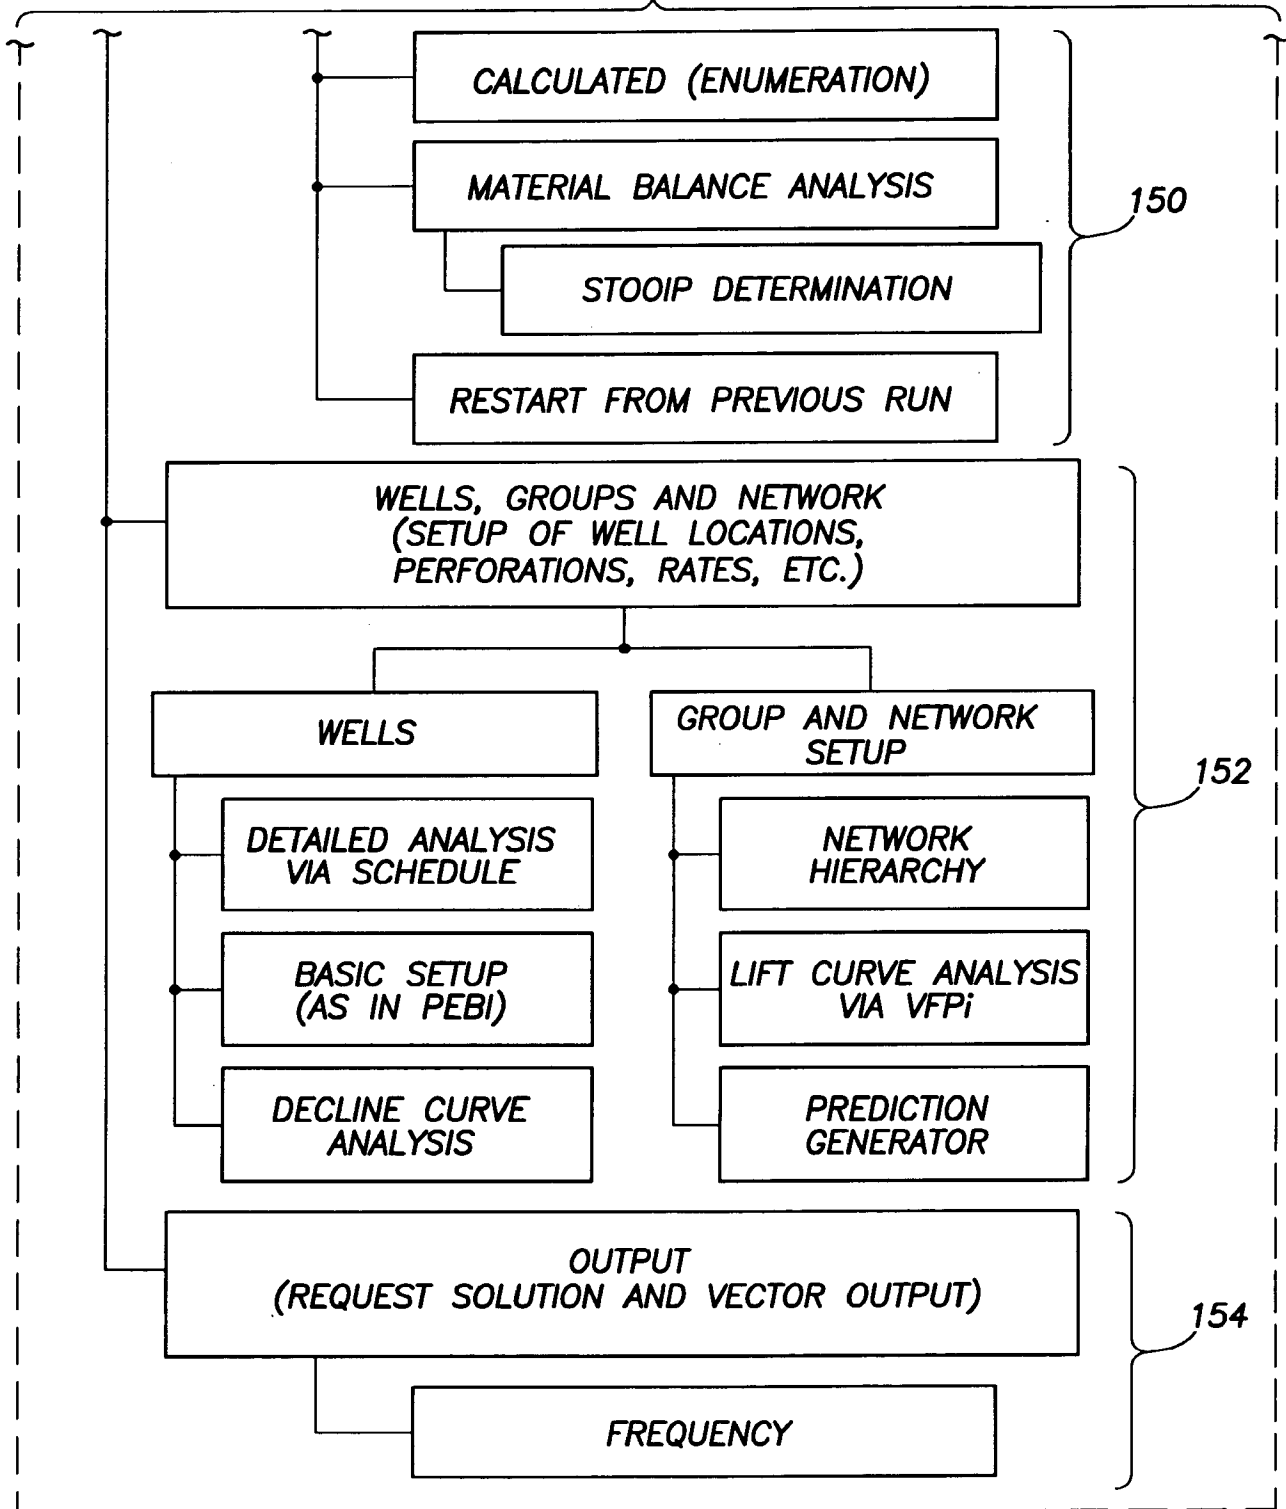 CALCULATED (ENUMERATION)
MATERIAL BALANCE ANALYSIS
150
STOOIP DETERMINATION
RESTART FROM PREVIOUS RUN
WELLS, GROUPS AND NETWORK
(SETUP OF WELL LOCATIONS,
PERFORATIONS, RATES, ETC.)
WELLS
GROUP AND NETWORK
SETUP
152
DETAILED ANALYSIS
VIA SCHEDULE
NETWORK
HIERARCHY
BASIC SETUP
(AS IN PEBI)
LIFT CURVE ANALYSIS
VIA VFPi
DECLINE CURVE
ANALYSIS
PREDICTION
GENERATOR
OUTPUT
(REQUEST SOLUTION AND VECTOR OUTPUT)
154
FREQUENCY